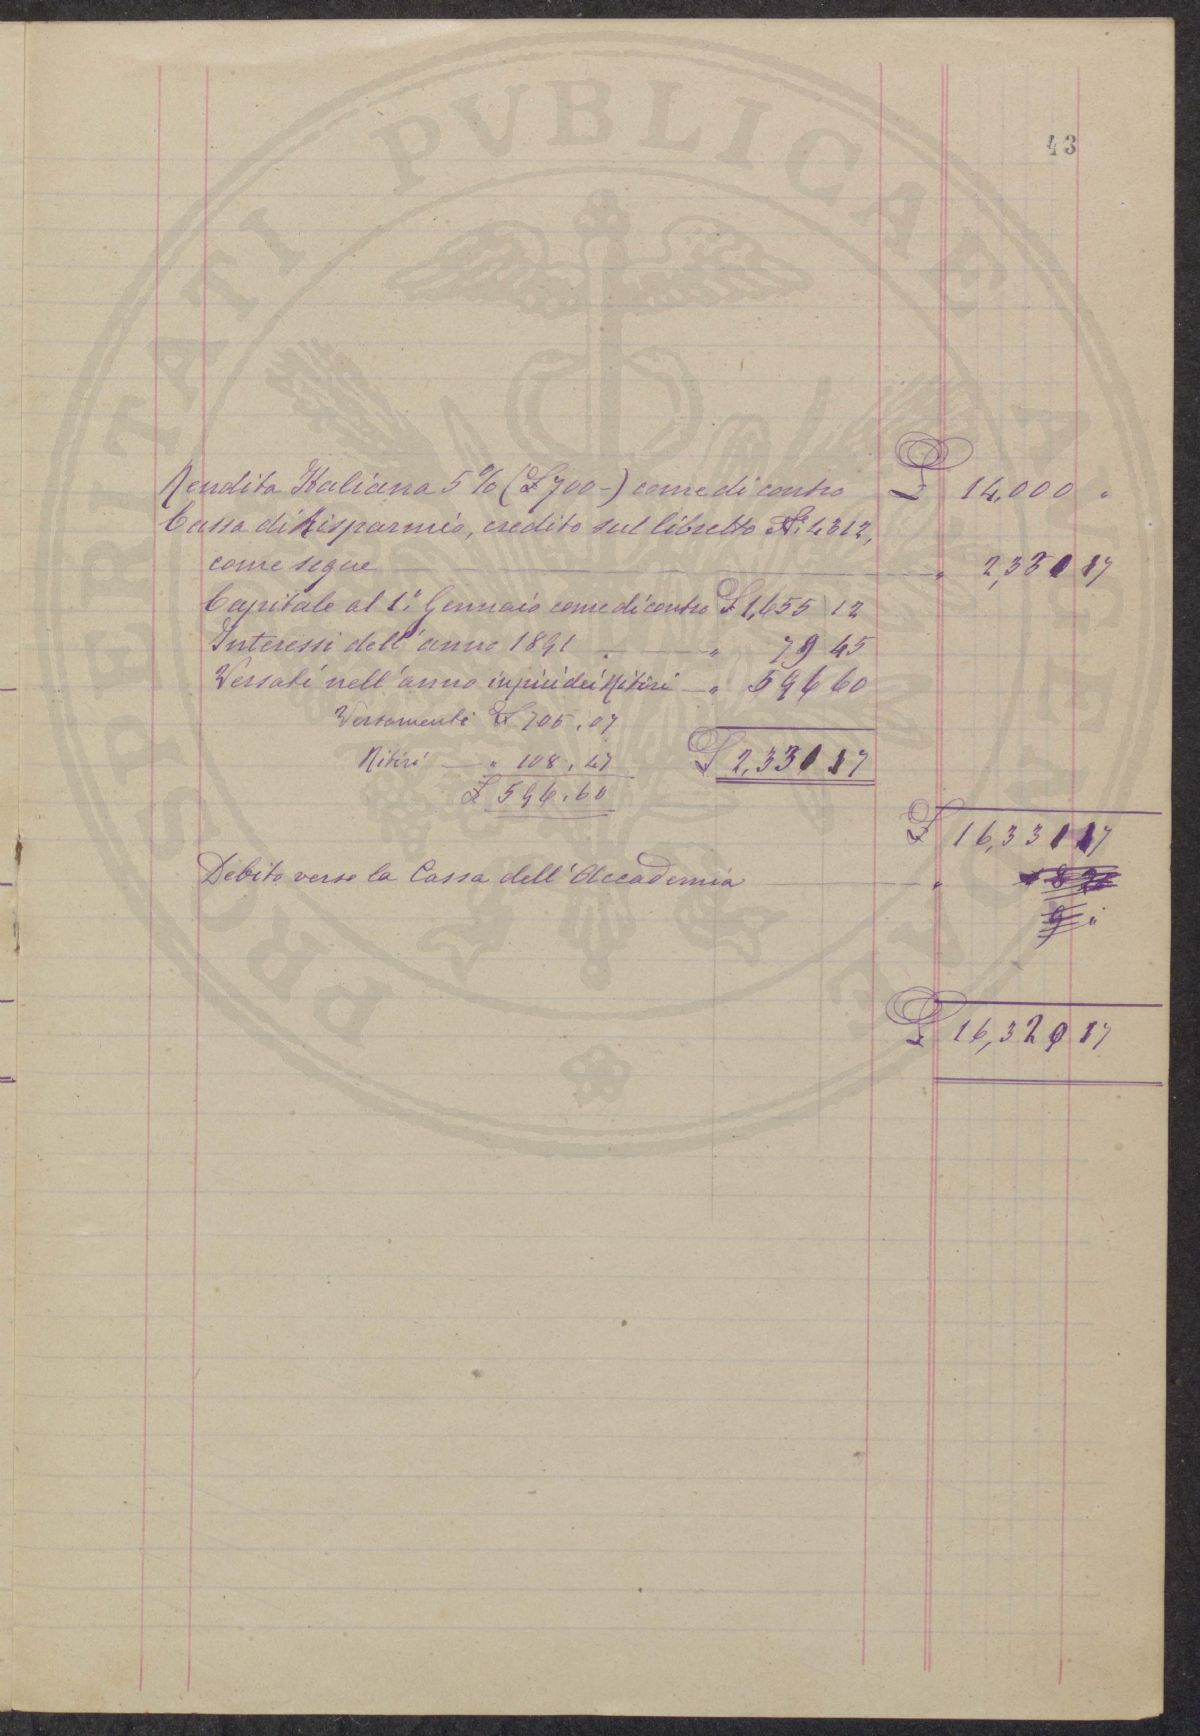 43
Rendita Italiana 5% (£ 700 -) come di contro £ 14,000 "
Cassa di Risparmio, credito sul libretto N: 4312,
come segue " 2,331 17
Capitale al 1: Gennaio come di contro £ 1,655 12
Interessi dell'anno 1891 " 79 45
Versati nell'anno in più dei Ritiri " 596 60
Versamenti £ 705.07
Ritiri " 108.47 £ 2,331 17
£ 596.60
£ 16,331 17
Debito verso la Cassa dell'Accademia "
£ 16,329 17
PROSPERITATI PVBLICAE